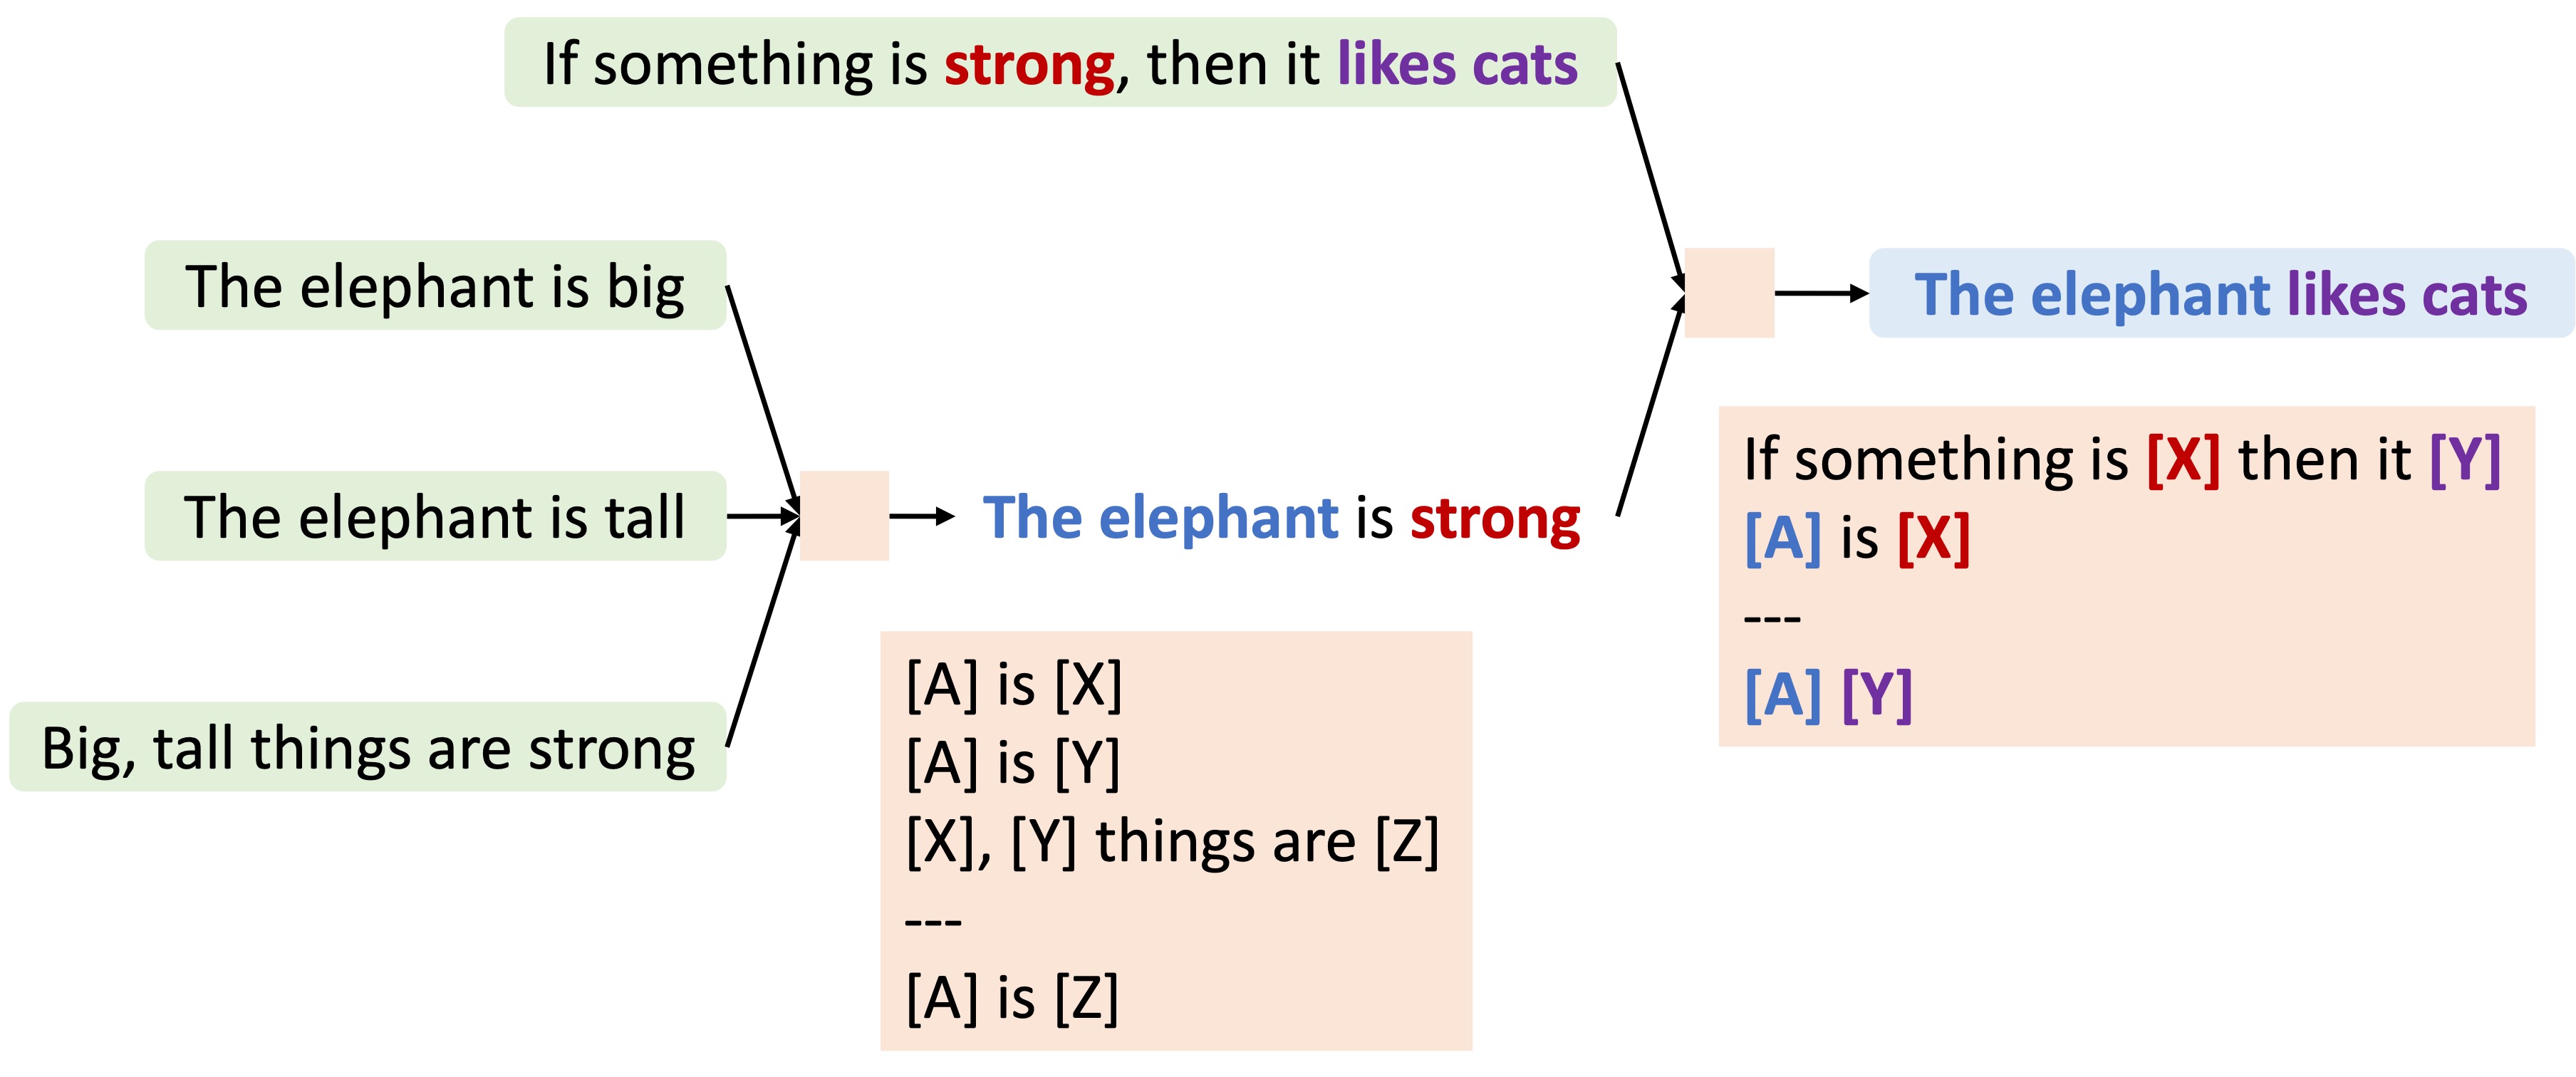 If something is strong, then it likes cats
The elephant is big
The elephant likes cats
The elephant is tall
The elephant is strong
Big, tall things are strong
[A] is [X]
[A] is [Y]
[X], [Y] things are [Z]
---
[A] is [Z]
If something is [X] then it [Y]
[A] is [X]
---
[A] [Y]